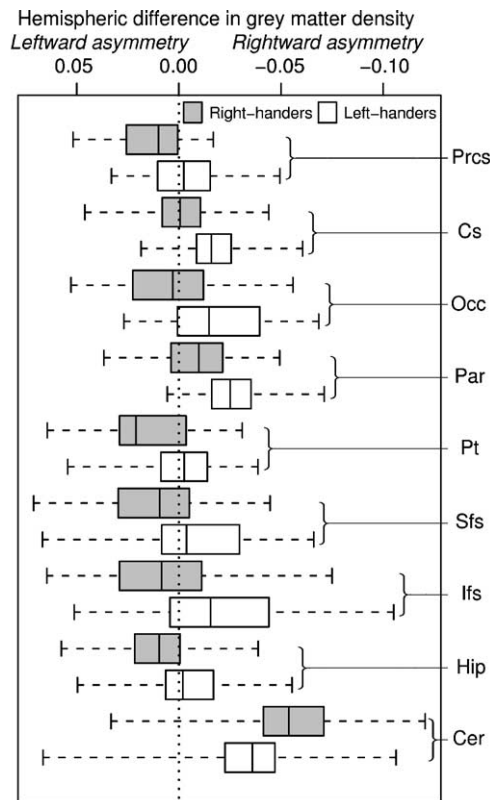 Hemispheric difference in grey matter density
Leftward asymmetry Rightward asymmetry
0.05 0.00 −0.05 −0.10
Right−handers Left−handers
Prcs
Cs
Occ
Par
Pt
Sfs
Ifs
Hip
Cer